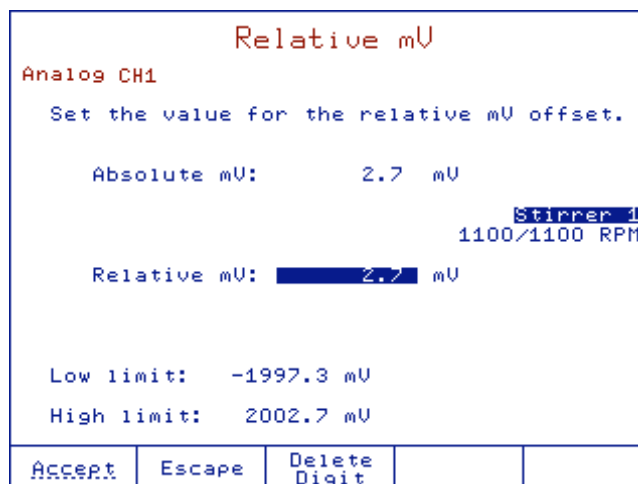 Relative mV
Analog CH1
Set the value for the relative mV offset.
Absolute mV: 2.7 mV
Stirrer 1
1100/1100 RPM
Relative mV: 2.7 mV
Low limit: -1997.3 mV
High limit: 2002.7 mV
Accept Escape Delete Digit